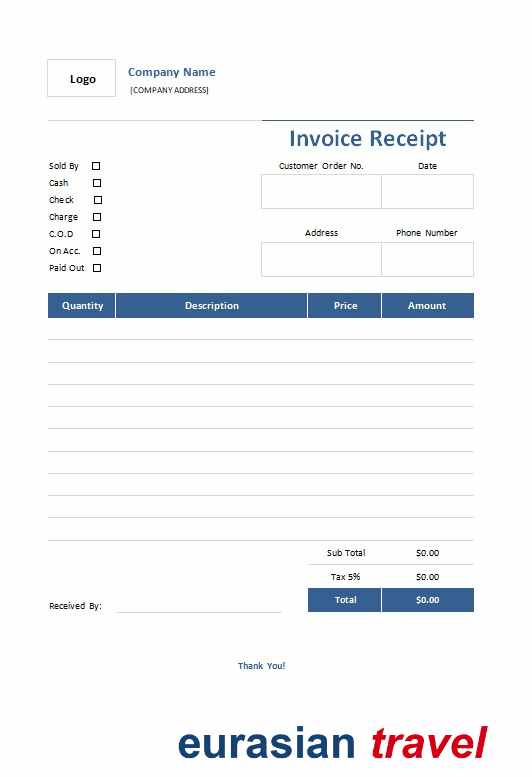 Logo
Company Name
[COMPANY ADDRESS]
Invoice Receipt
Sold By
Cash
Check
Charge
C.O.D
On Acc.
Paid Out
Customer Order No. Date
Address Phone Number
Quantity Description Price Amount
Sub Total $0.00
Tax 5% $0.00
Total $0.00
Received By:
Thank You!
eurasian travel